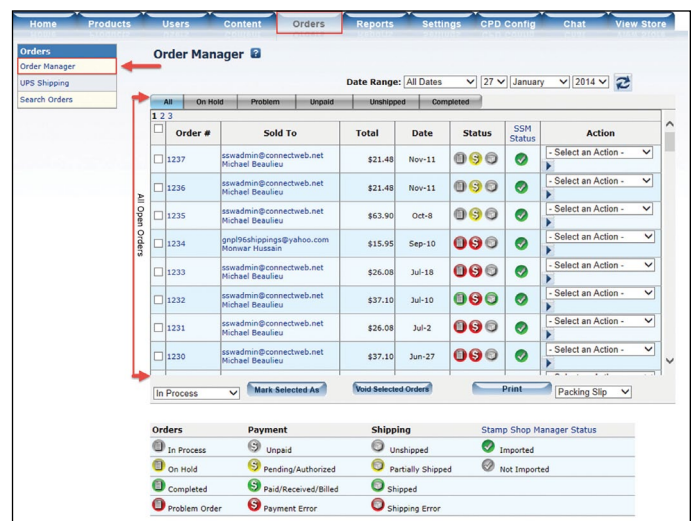 Home Products Users Content Orders Reports Settings CPD Config Chat View Store
Orders
Order Manager
UPS Shipping
Search Orders
Order Manager ?
Date Range: All Dates 27 January 2014
All On Hold Problem Unpaid Unshipped Completed
1 2 3
Order # Sold To Total Date Status SSM Status Action
All Open Orders
1237 sswadmin@connectweb.net Michael Beaulieu $21.48 Nov-11 - Select an Action -
1236 sswadmin@connectweb.net Michael Beaulieu $21.48 Nov-11 - Select an Action -
1235 sswadmin@connectweb.net Michael Beaulieu $63.90 Oct-8 - Select an Action -
1234 gnpl96shippings@yahoo.com Monwar Hussain $15.95 Sep-10 - Select an Action -
1233 sswadmin@connectweb.net Michael Beaulieu $26.08 Jul-18 - Select an Action -
1232 sswadmin@connectweb.net Michael Beaulieu $37.10 Jul-10 - Select an Action -
1231 sswadmin@connectweb.net Michael Beaulieu $26.08 Jul-2 - Select an Action -
1230 sswadmin@connectweb.net Michael Beaulieu $37.10 Jun-27 - Select an Action -
In Process Mark Selected As Void Selected Orders Print Packing Slip
Orders Payment Shipping Stamp Shop Manager Status
In Process Unpaid Unshipped Imported
On Hold Pending/Authorized Partially Shipped Not Imported
Completed Paid/Received/Billed Shipped
Problem Order Payment Error Shipping Error